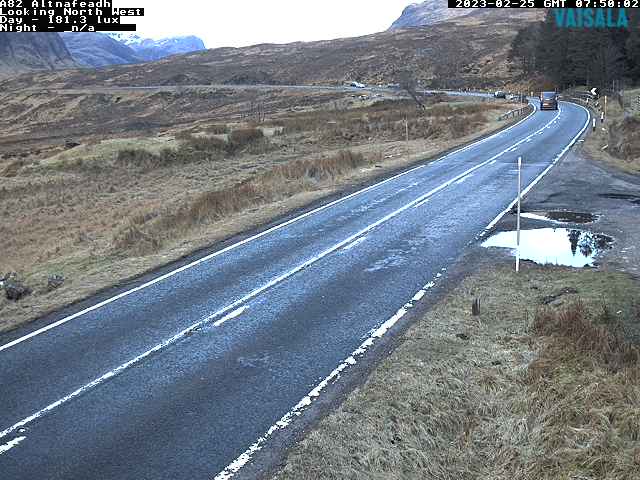 A82 Altnafeadh
2023-02-25 GMT 07:50:02
Looking North West
VAISALA
Day - 181.3 lux
Night - n/a